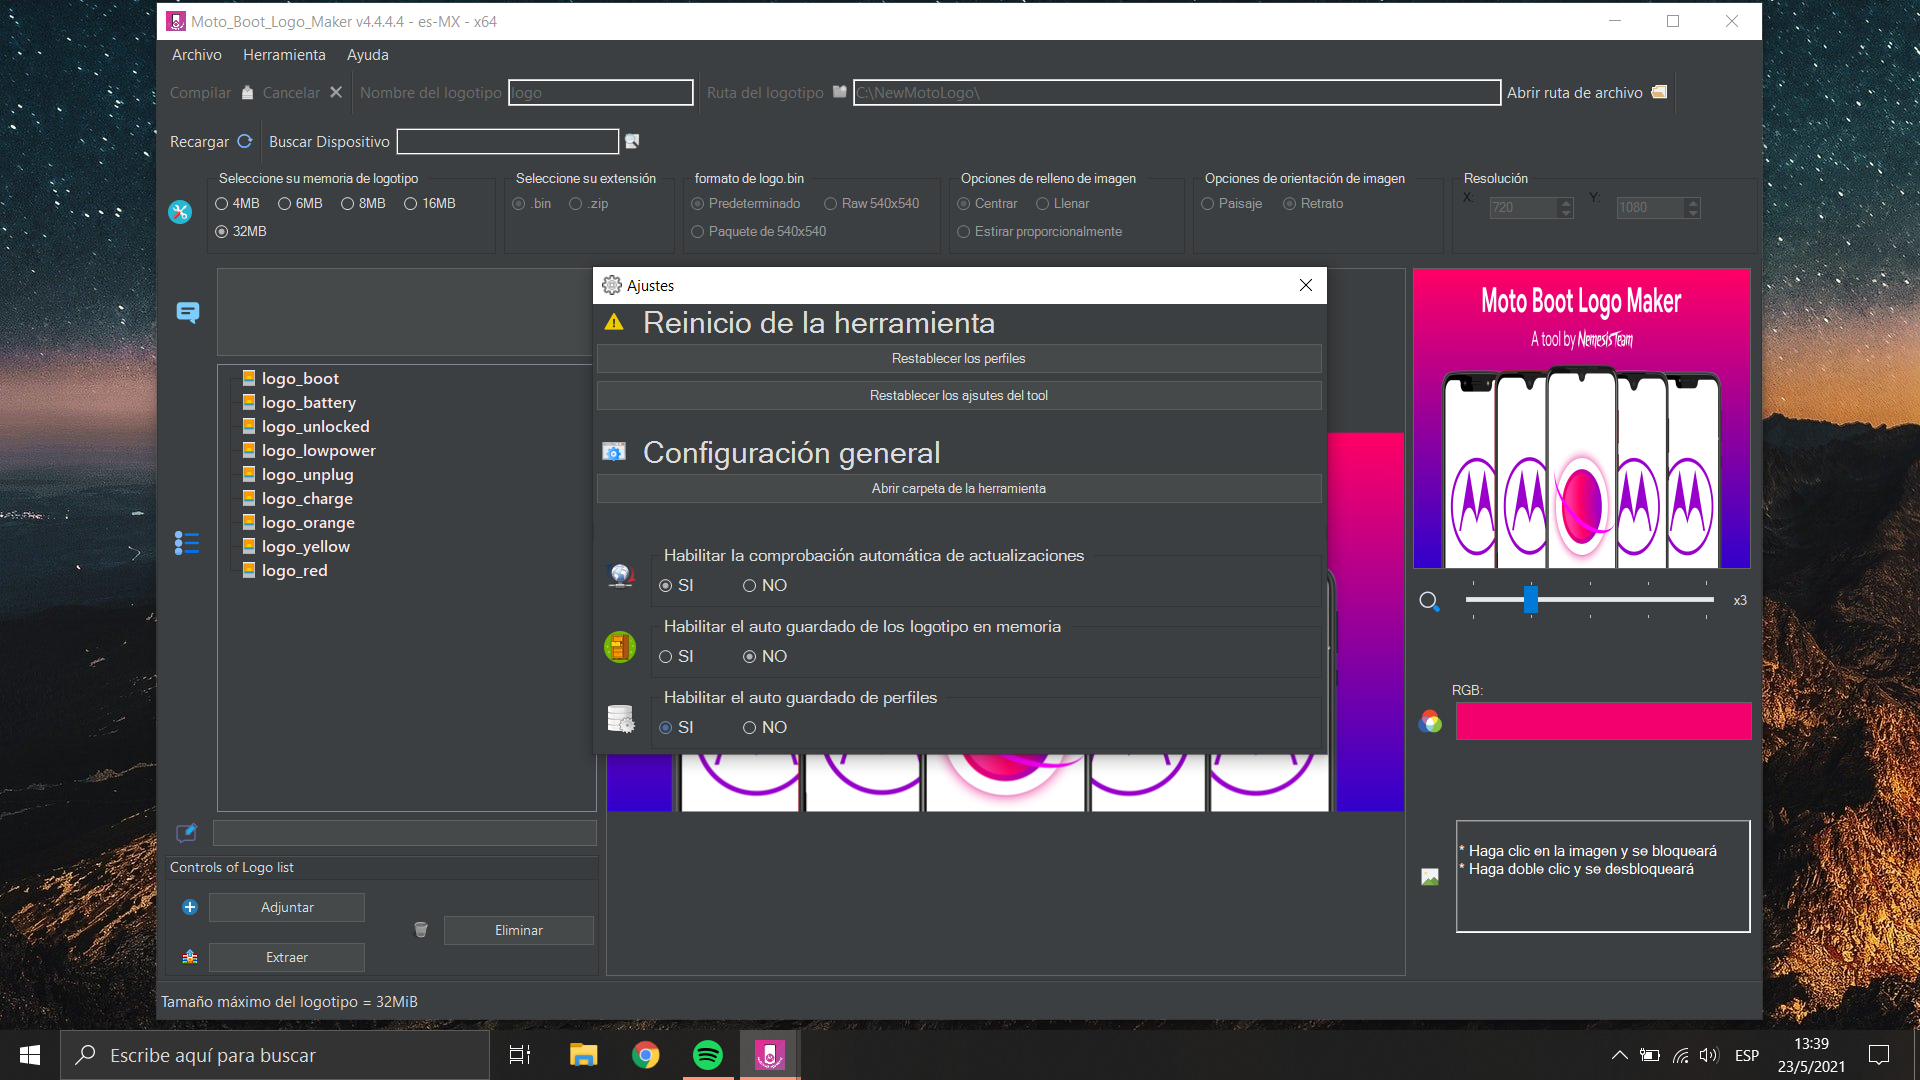 Moto_Boot_Logo_Maker v4.4.4.4 - es-MX - x64
Archivo Herramienta Ayuda
Compilar Cancelar Nombre del logotipo logo Ruta del logotipo C:\NewMotoLogo\ Abrir ruta de archivo
Recargar Buscar Dispositivo
Seleccione su memoria de logotipo
4MB 6MB 8MB 16MB
32MB
Seleccione su extensión
.bin .zip
formato de logo.bin
Predeterminado Raw 540x540
Paquete de 540x540
Opciones de relleno de imagen
Centrar Llenar
Estirar proporcionalmente
Opciones de orientación de imagen
Paisaje Retrato
Resolución
X: 720 Y: 1080
logo_boot
logo_battery
logo_unlocked
logo_lowpower
logo_unplug
logo_charge
logo_orange
logo_yellow
logo_red
Controls of Logo list
Adjuntar
Eliminar
Extraer
Ajustes
Reinicio de la herramienta
Restablecer los perfiles
Restablecer los ajsutes del tool
Configuración general
Abrir carpeta de la herramienta
Habilitar la comprobación automática de actualizaciones
SI NO
Habilitar el auto guardado de los logotipo en memoria
SI NO
Habilitar el auto guardado de perfiles
SI NO
Moto Boot Logo Maker
A tool by NemesisTeam
x3
RGB:
* Haga clic en la imagen y se bloqueará
* Haga doble clic y se desbloqueará
Tamaño máximo del logotipo = 32MiB
Escribe aquí para buscar
ESP
13:39
23/5/2021